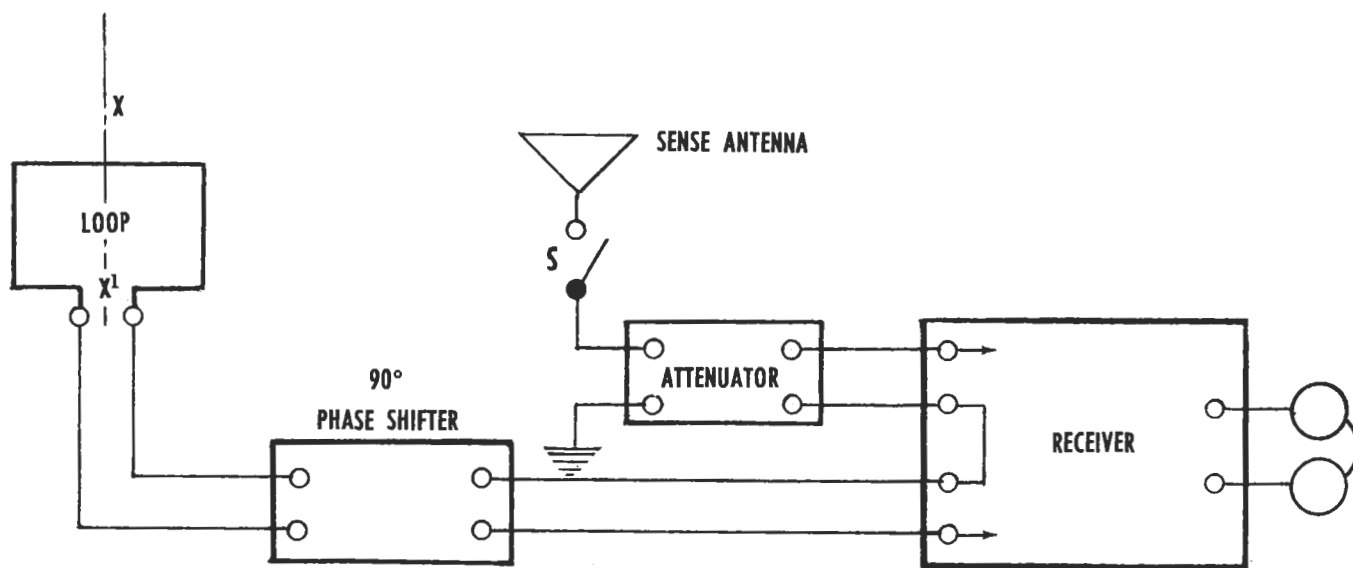 X
LOOP
X¹
SENSE ANTENNA
S
ATTENUATOR
90°
PHASE SHIFTER
RECEIVER